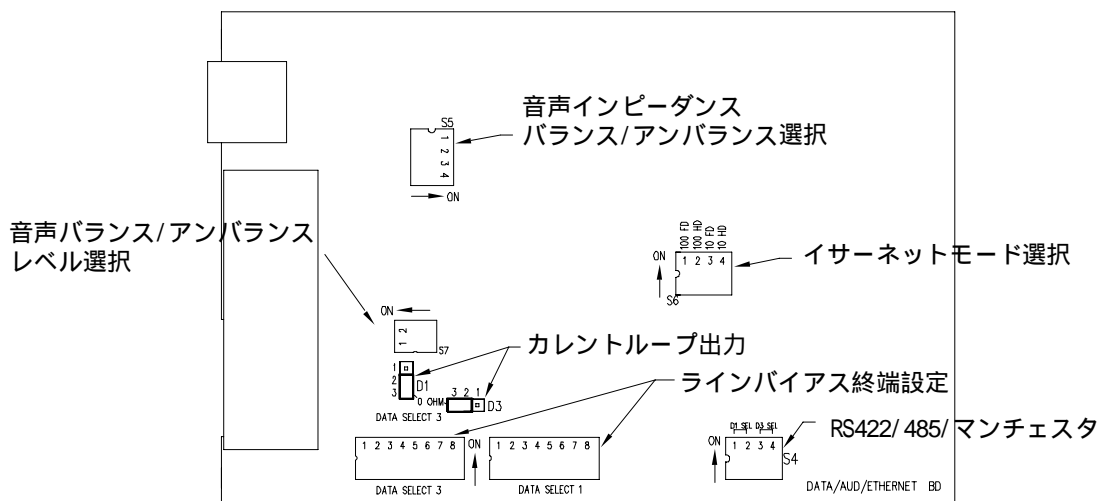 音声インピーダンス
バランス/アンバランス選択
S5
1
2
3
4
ON
音声バランス/アンバランス
レベル選択
100 FD
100 HD
10 FD
10 HD
ON
1 2 3 4
S6
イサーネットモード選択
ON
1 2
S7
カレントループ出力
1
2
3
D1
0 OHM
3 2 1
D3
DATA SELECT 3
ラインバイアス終端設定
1 2 3 4 5 6 7 8
ON
DATA SELECT 3
1 2 3 4 5 6 7 8
DATA SELECT 1
D1 SEL D3 SEL
ON
1 2 3 4
S4
RS422/485/マンチェスタ
DATA/AUD/ETHERNET BD